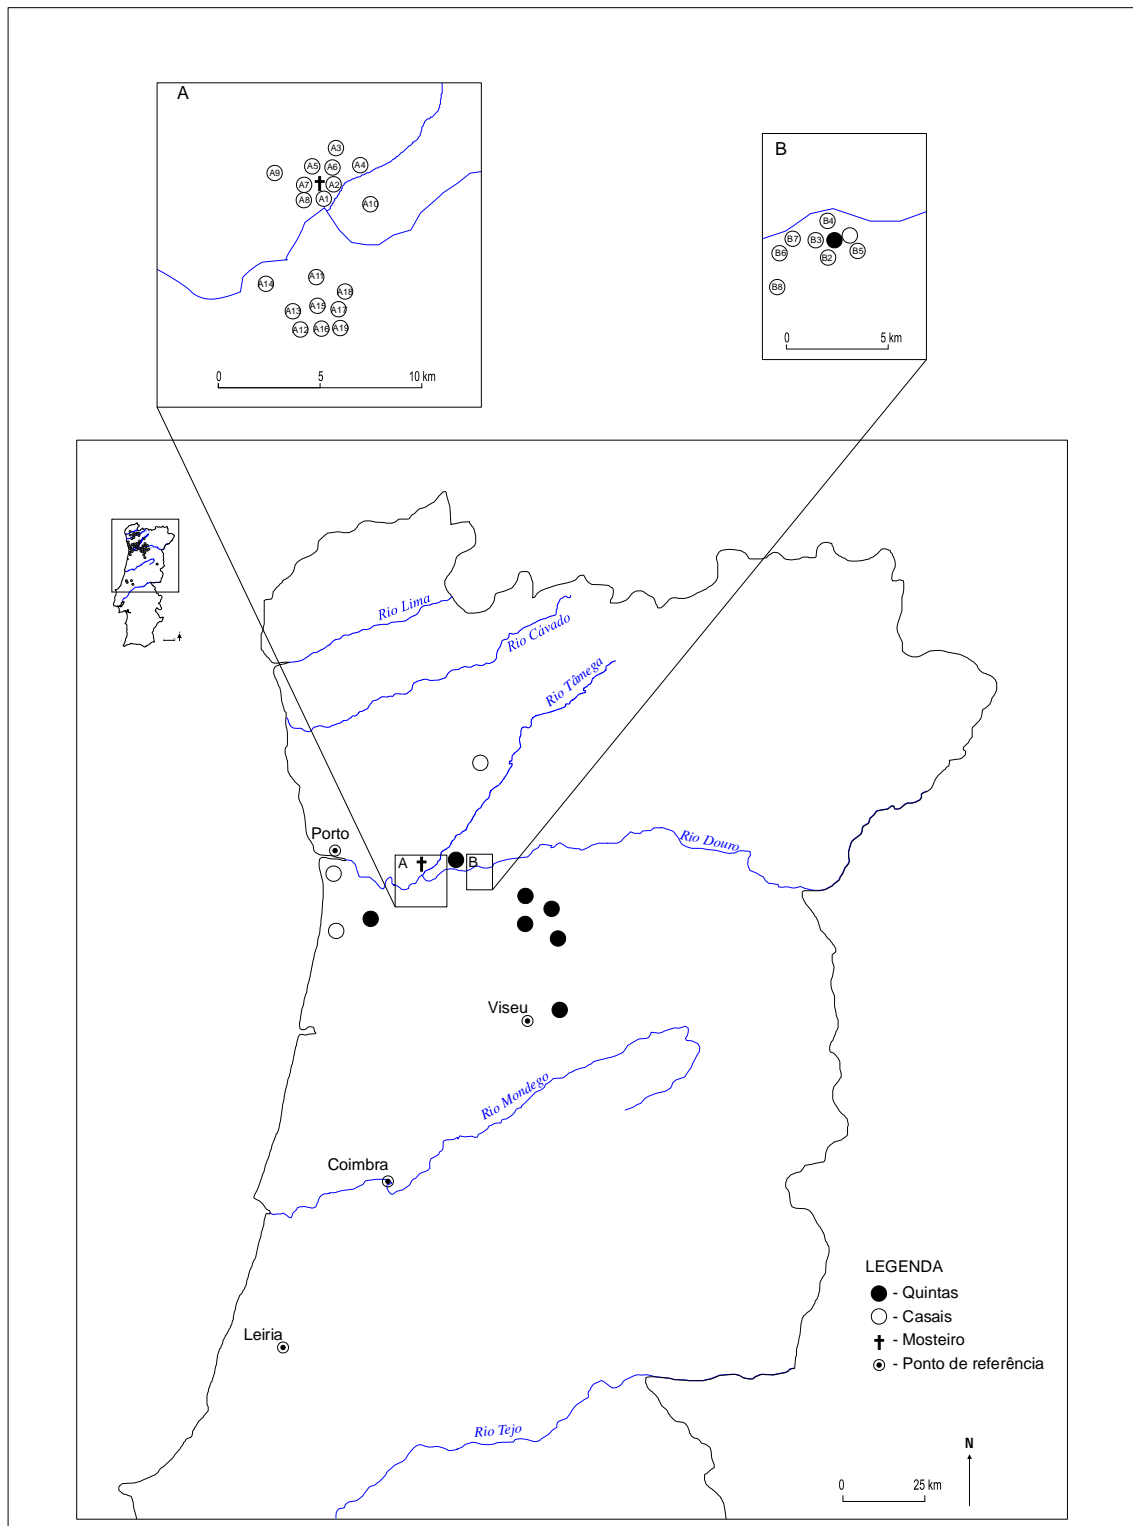 A
A3
A5
A6
A4
A9
A7
A2
A8
A1
A10
A11
A14
A18
A13
A15
A17
A12
A16
A19
0 5 10 km
B
B4
B7
B3
B6
B2
B5
B8
0 5 km
Rio Lima
Rio Cávado
Rio Tâmega
Porto
A
B
Rio Douro
Viseu
Rio Mondego
Coimbra
Leiria
Rio Tejo
LEGENDA
- Quintas
- Casais
- Mosteiro
- Ponto de referência
N
0 25 km